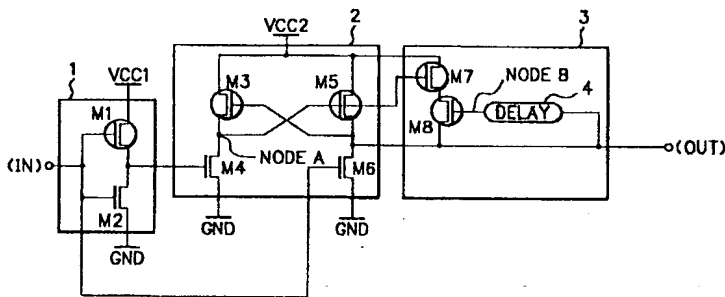 2
3
VCC2
1
VCC1
M3
M5
M7
NODE B
4
M1
M8
DELAY
(IN)
M4
NODE A
M6
(OUT)
M2
GND
GND
GND